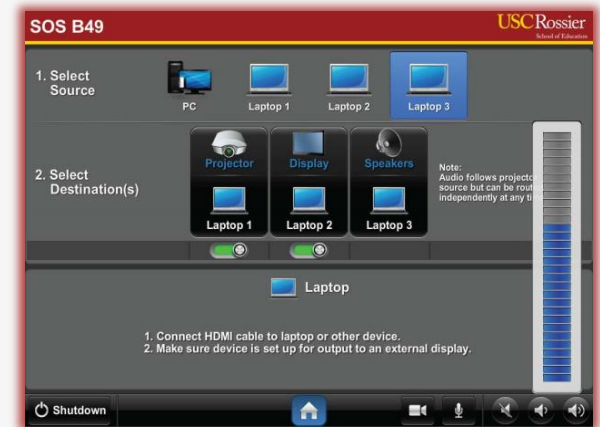 SOS B49
USC Rossier
School of Education
1. Select
Source
PC
Laptop 1
Laptop 2
Laptop 3
2. Select
Destination(s)
Projector
Display
Speakers
Laptop 1
Laptop 2
Laptop 3
Note:
Audio follows projecto
source but can be rout
independently at any ti
Laptop
1. Connect HDMI cable to laptop or other device.
2. Make sure device is set up for output to an external display.
Shutdown